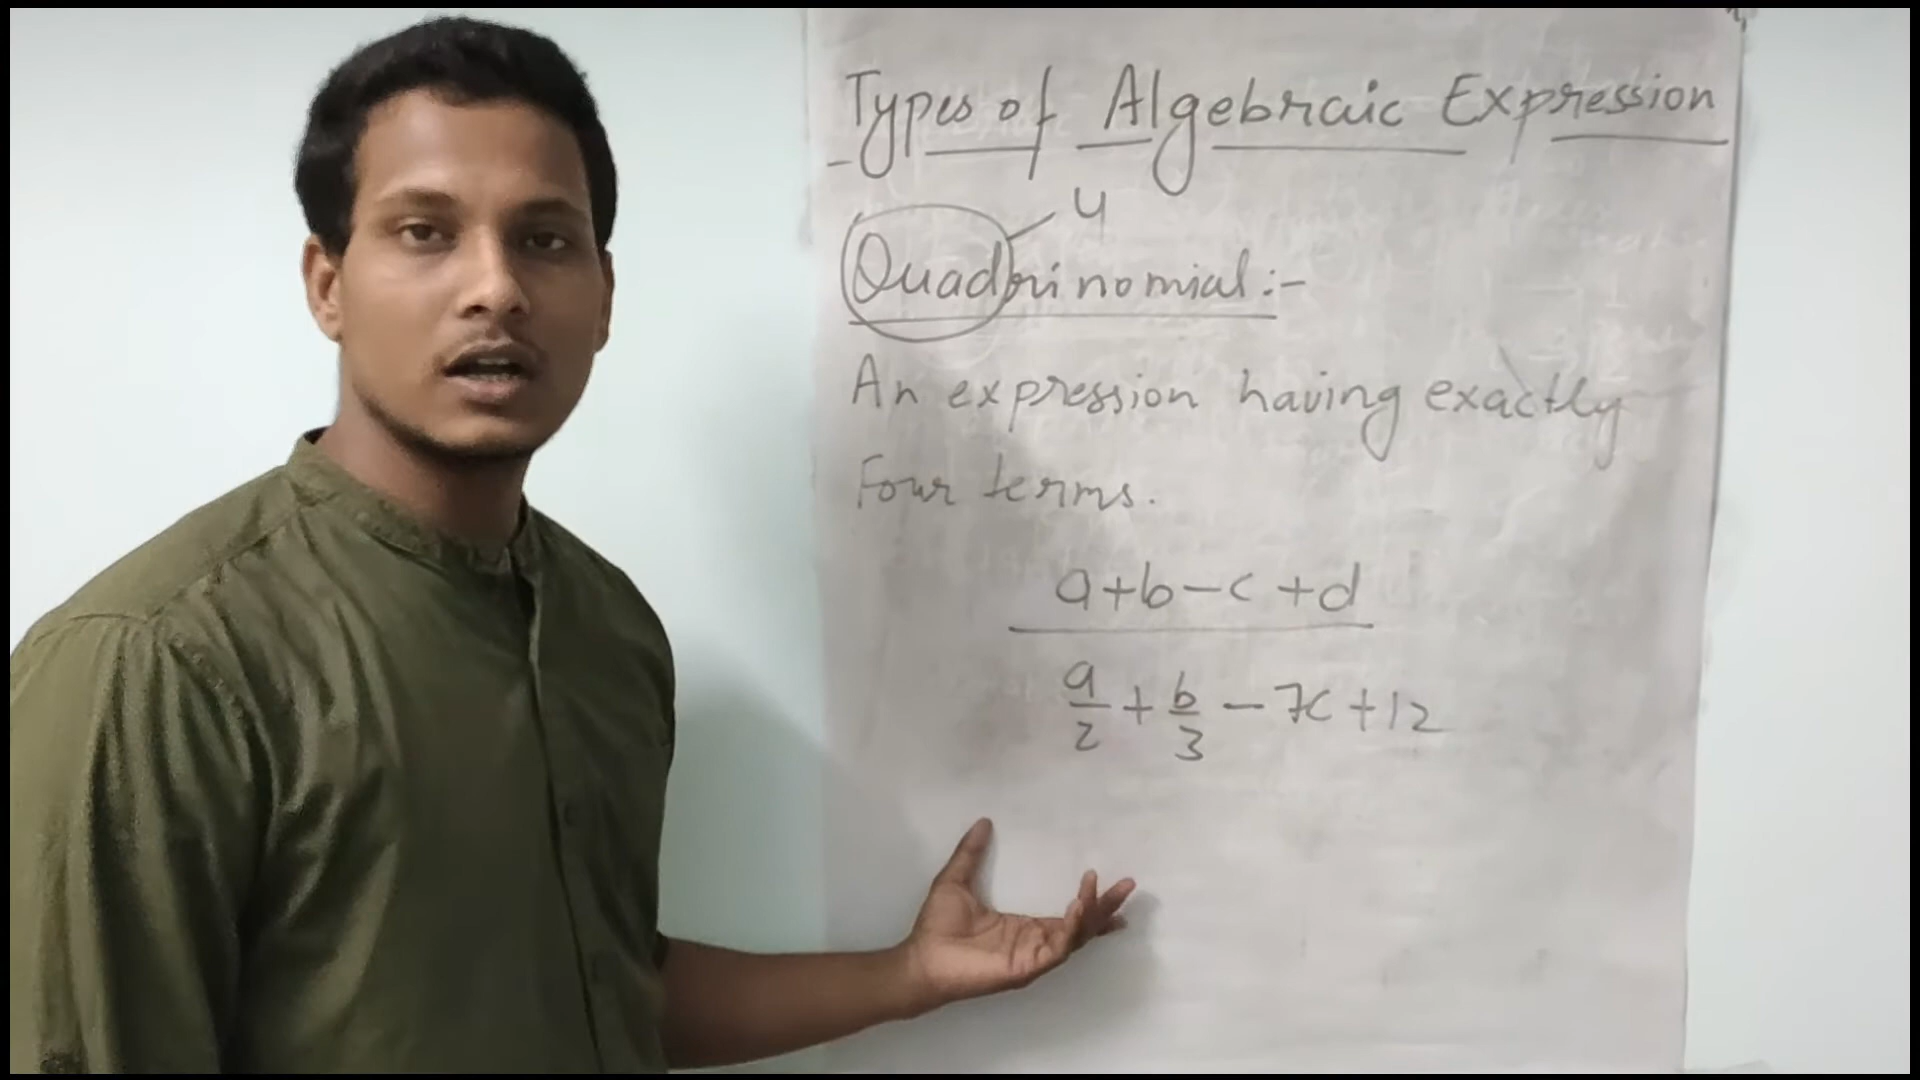 Types of Algebraic Expression
4
Quadrinomial:-
An expression having exactly
Four terms.
a+b-c+d
a/2 + b/3 - 7c + 12